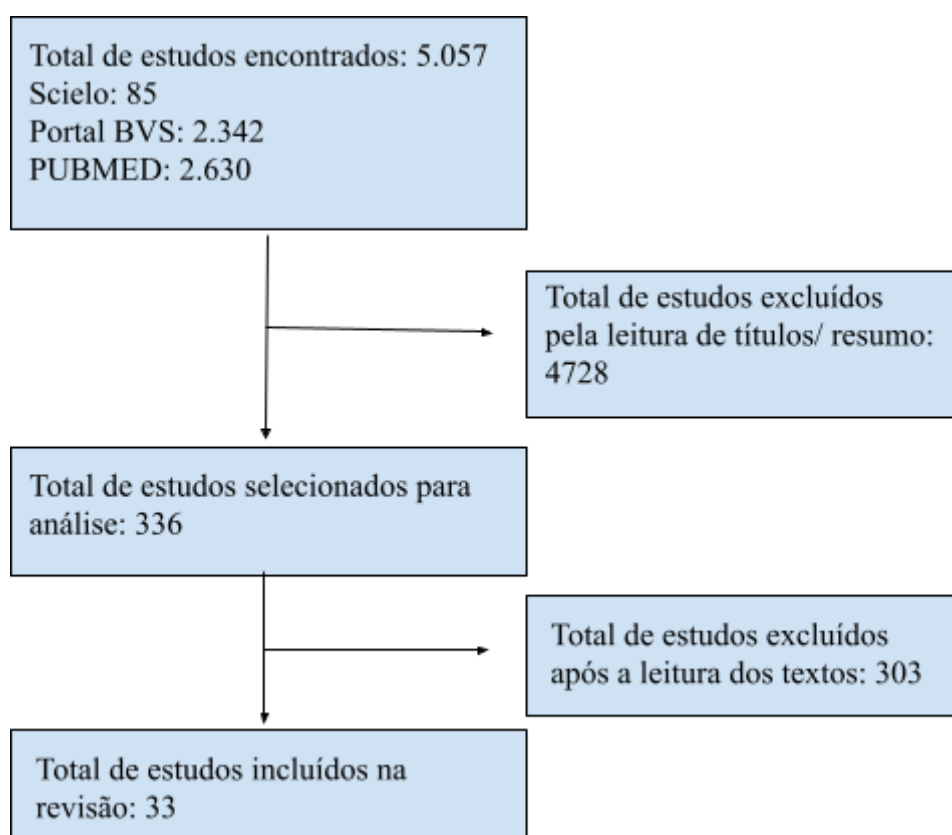 Total de estudos encontrados: 5.057
Scielo: 85
Portal BVS: 2.342
PUBMED: 2.630
Total de estudos excluídos
pela leitura de títulos/ resumo:
4728
Total de estudos selecionados para
análise: 336
Total de estudos excluídos
após a leitura dos textos: 303
Total de estudos incluídos na
revisão: 33